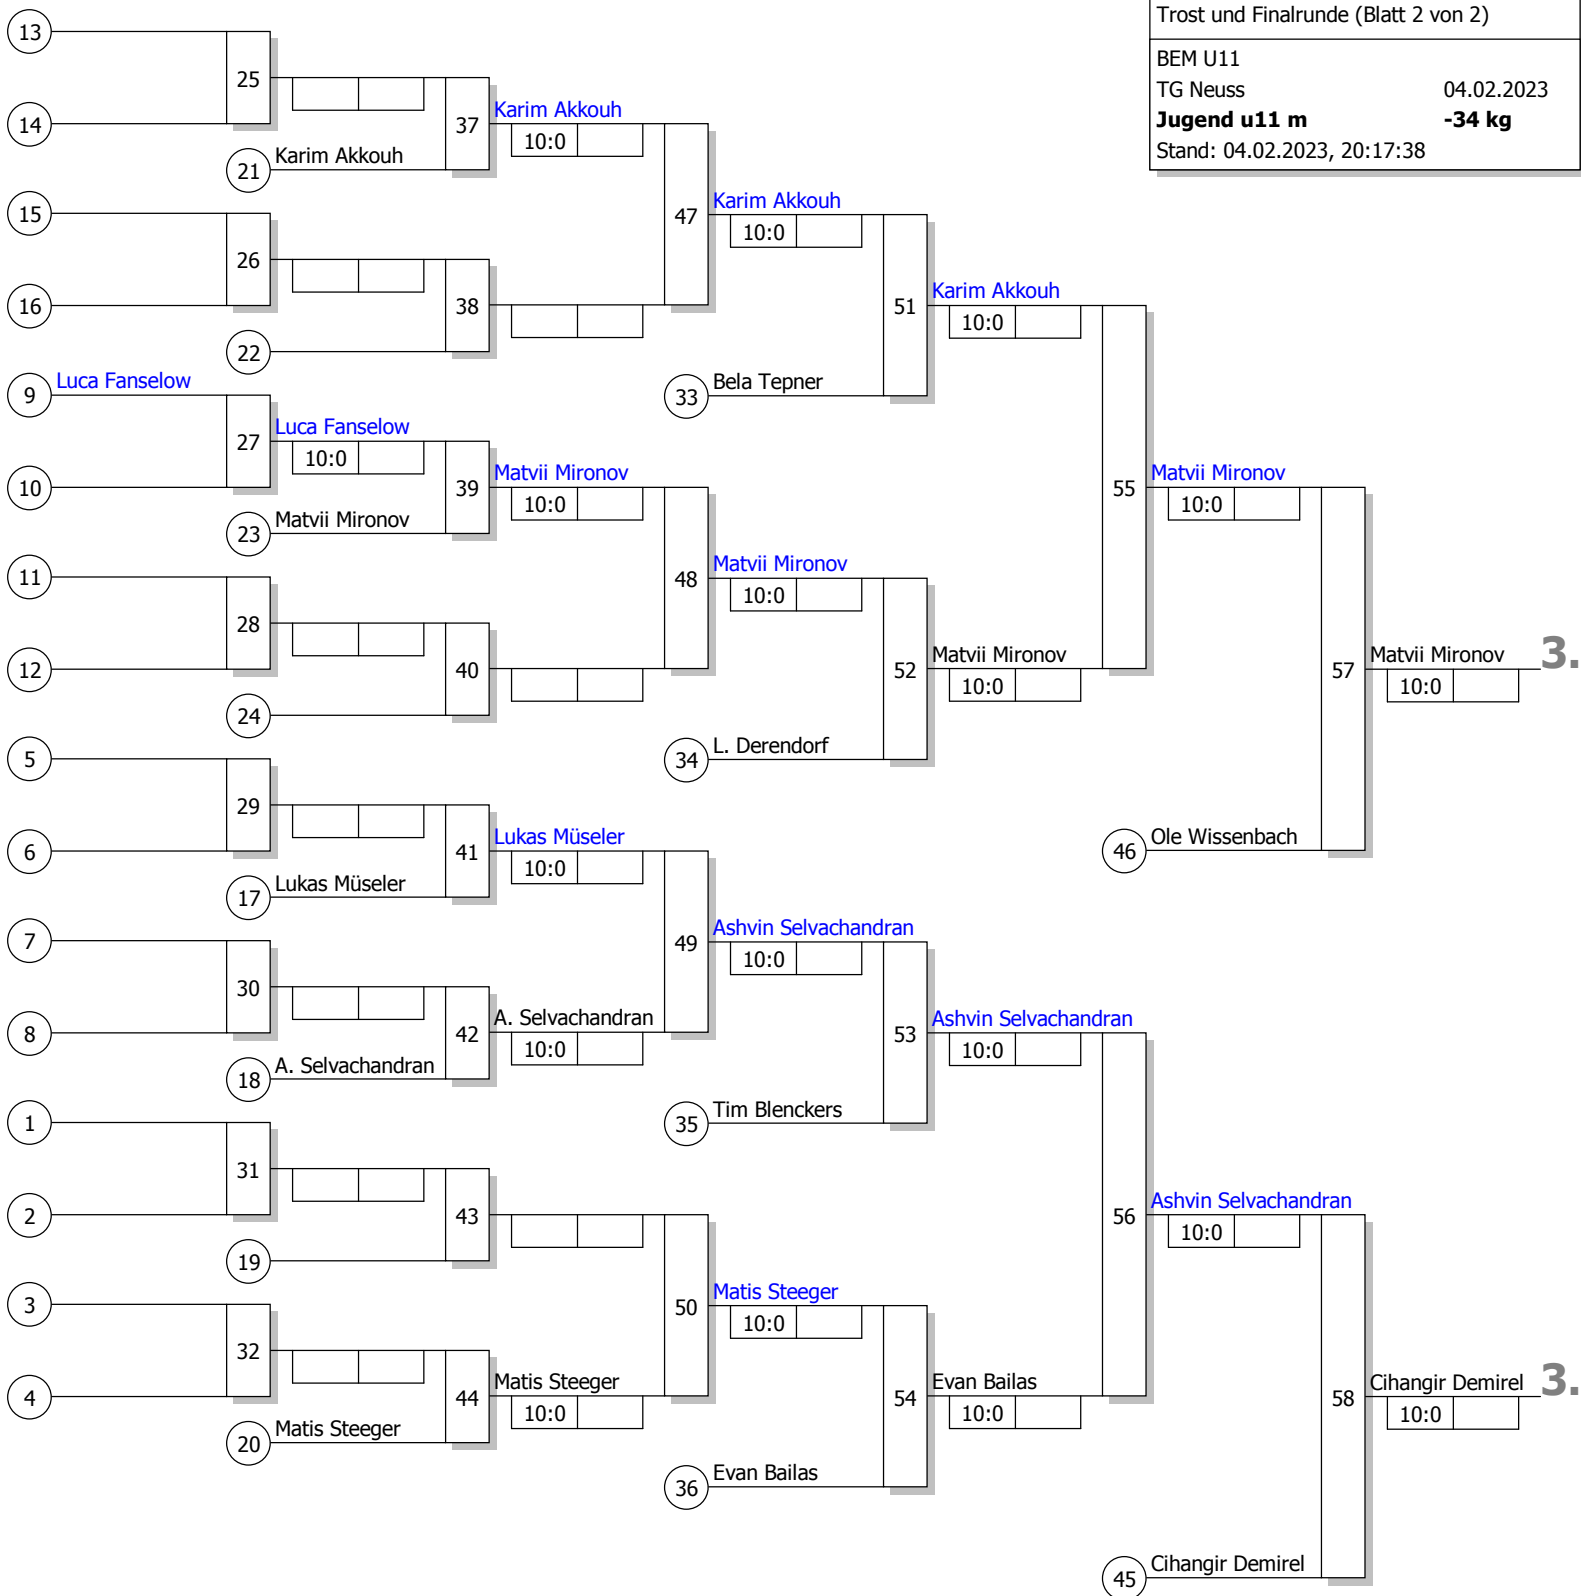 Trost und Finalrunde (Blatt 2 von 2)
BEM U11
TG Neuss 04.02.2023
Jugend u11 m -34 kg
Stand: 04.02.2023, 20:17:38
13
25
14
37
Karim Akkouh
10:0
21
Karim Akkouh
15
47
Karim Akkouh
10:0
26
16
38
22
51
Karim Akkouh
10:0
33
Bela Tepner
9
Luca Fanselow
27
Luca Fanselow
10:0
10
39
Matvii Mironov
10:0
23
Matvii Mironov
55
Matvii Mironov
10:0
11
48
Matvii Mironov
10:0
28
12
40
24
52
Matvii Mironov
10:0
34
L. Derendorf
57
Matvii Mironov
10:0
3.
5
29
6
41
Lukas Müseler
10:0
17
Lukas Müseler
46
Ole Wissenbach
7
49
Ashvin Selvachandran
10:0
30
8
42
A. Selvachandran
10:0
18
A. Selvachandran
53
Ashvin Selvachandran
10:0
35
Tim Blenckers
1
31
2
43
19
56
Ashvin Selvachandran
10:0
3
50
Matis Steeger
10:0
32
4
44
Matis Steeger
10:0
20
Matis Steeger
54
Evan Bailas
10:0
36
Evan Bailas
58
Cihangir Demirel
10:0
3.
45
Cihangir Demirel